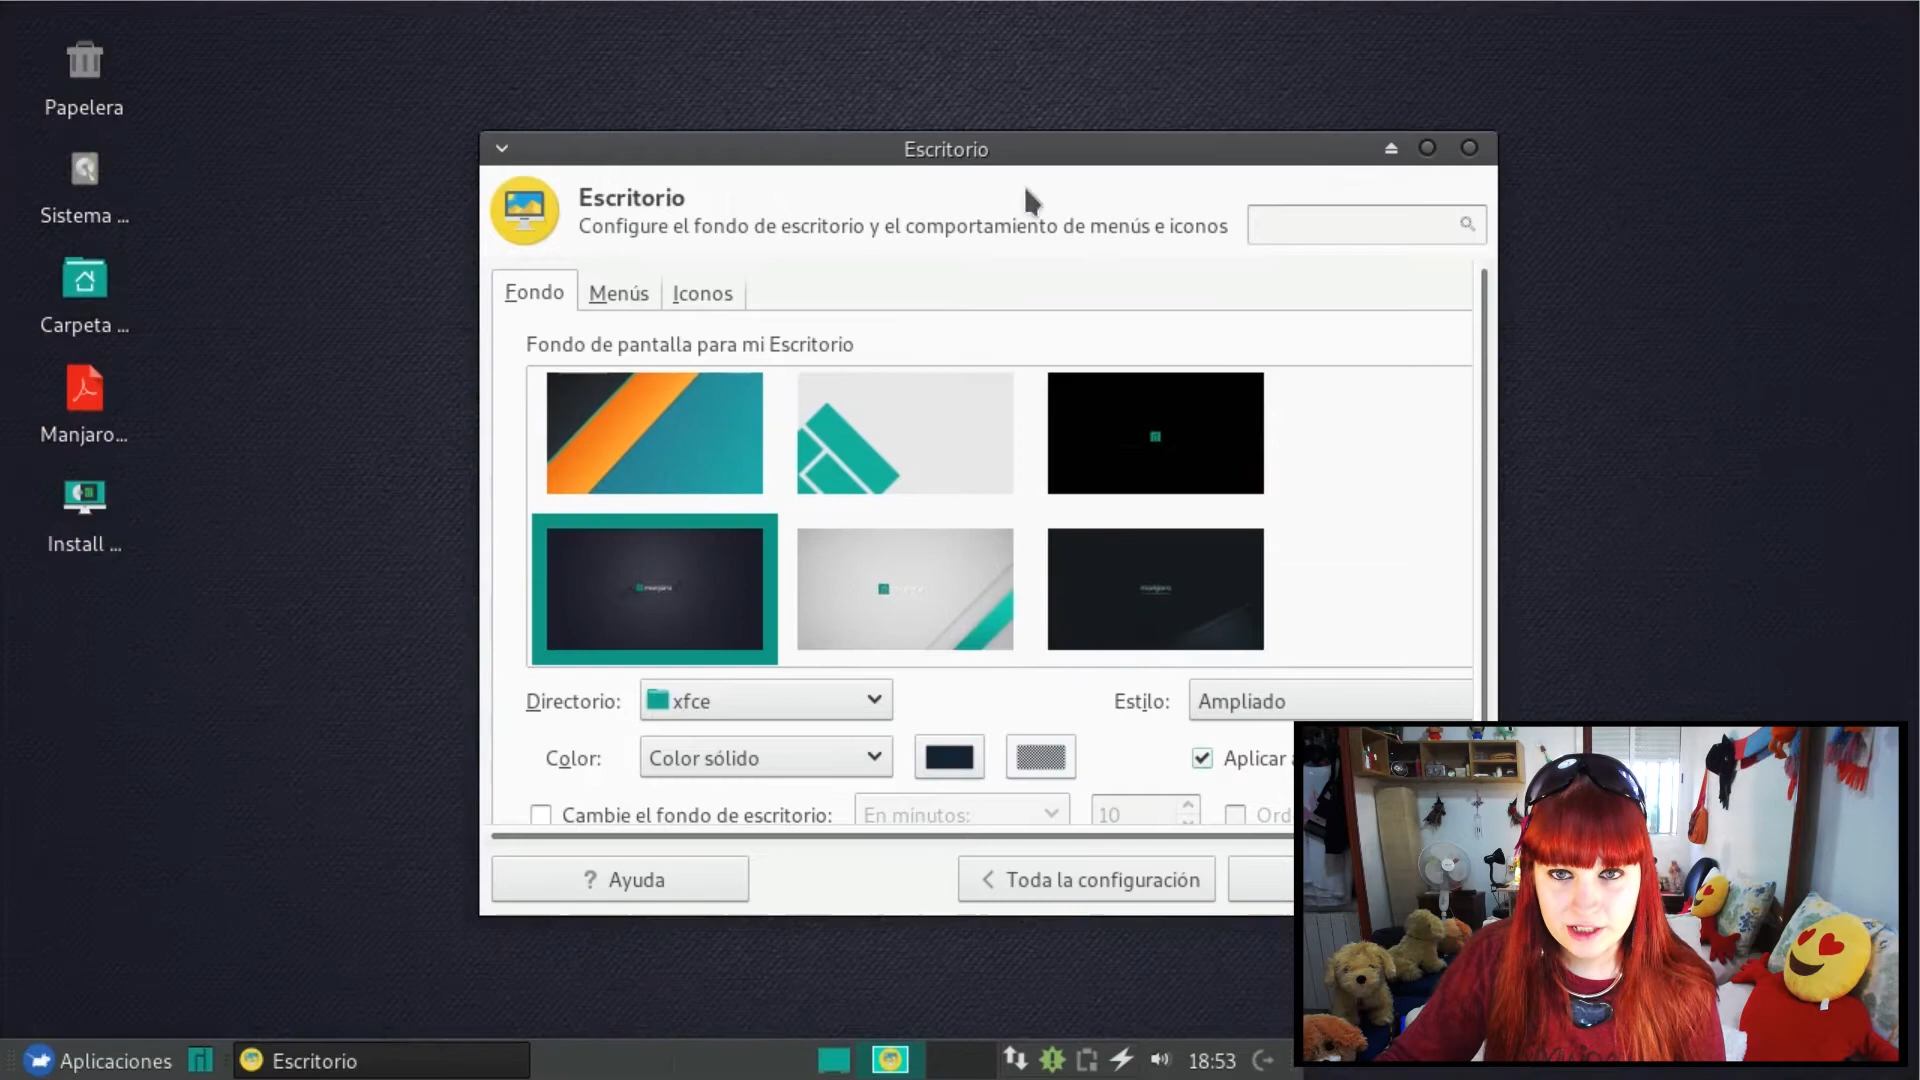 Papelera
Sistema ...
Carpeta ...
Manjaro...
Install ...
Escritorio
Escritorio
Configure el fondo de escritorio y el comportamiento de menús e iconos
Fondo
Menús
Iconos
Fondo de pantalla para mi Escritorio
manjaro
manjaro
Directorio:
xfce
Estilo:
Ampliado
Color:
Color sólido
Aplicar
Cambie el fondo de escritorio:
En minutos:
10
Ord
? Ayuda
Toda la configuración
Aplicaciones
Escritorio
18:53